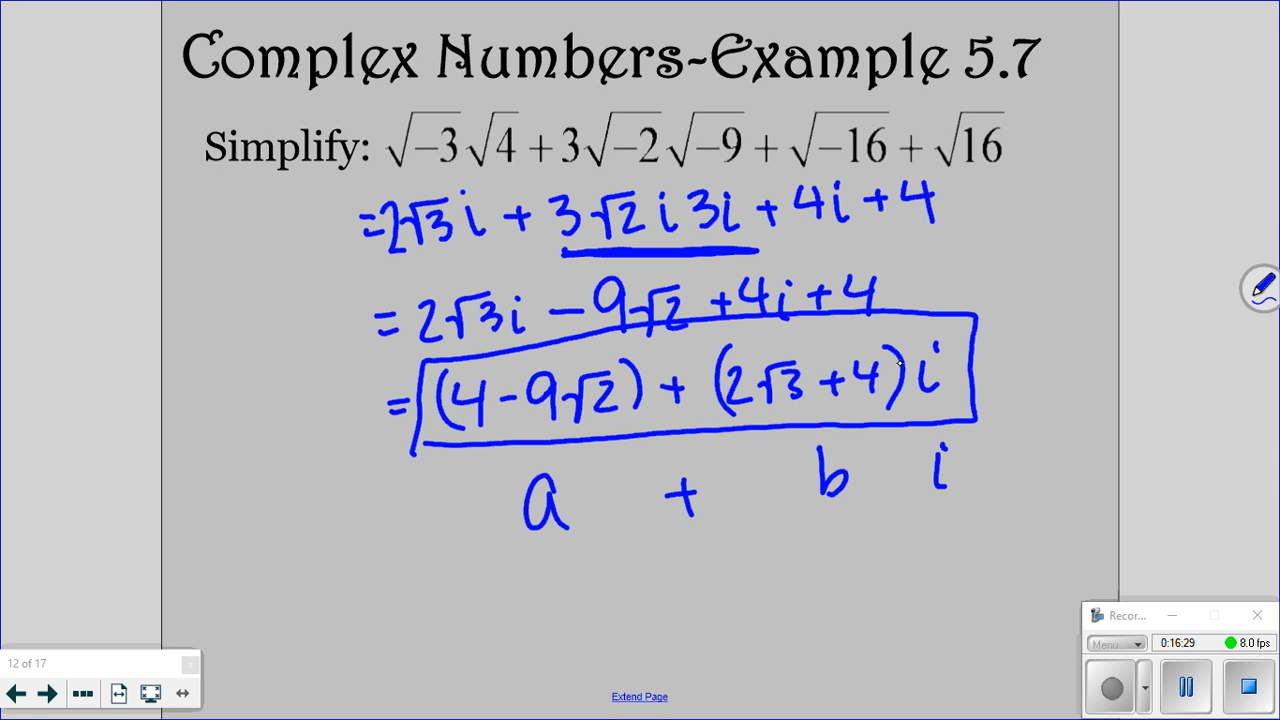 Complex Numbers-Example 5.7
Simplify: √-3√4 + 3√-2√-9 + √-16 + √16
=2√3 i + 3√2 i 3i + 4i + 4
= 2√3i - 9√2 + 4i + 4
= (4 - 9√2) + (2√3 + 4) i
a + b i
Recor...
Menu
0:16:29
8.0 fps
12 of 17
Extend Page